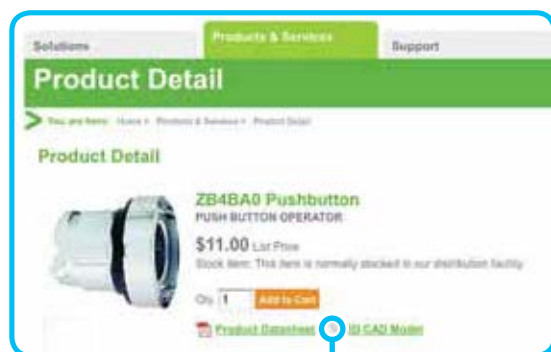 Solutions
Products & Services
Support
Product Detail
You are here: Home > Products & Services > Product Detail
Product Detail
ZB4BA0 Pushbutton
PUSH BUTTON OPERATOR
$11.00 List Price
Stock Item: This item is normally stocked in our distribution facility.
Qty 1 Add to Cart
Product Datasheet CAD Model